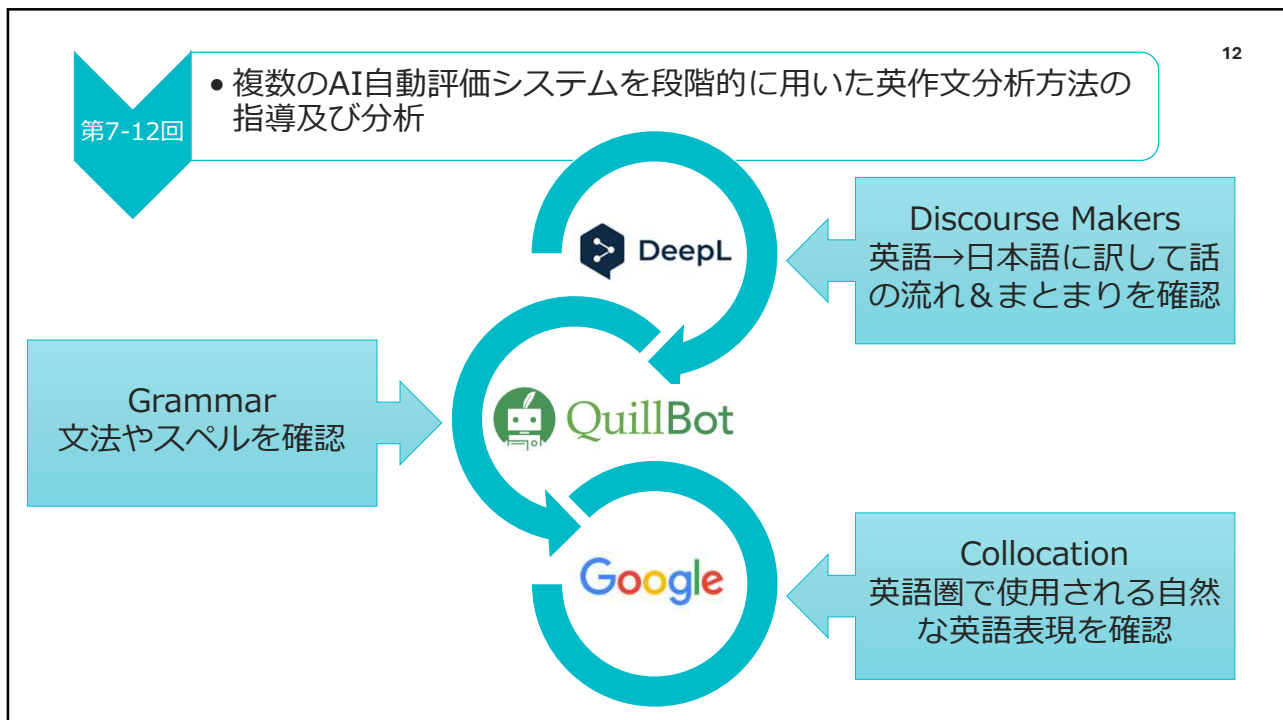 12
第7-12回
• 複数のAI自動評価システムを段階的に用いた英作文分析方法の
指導及び分析
DeepL
Discourse Makers
英語→日本語に訳して話
の流れ＆まとまりを確認
Grammar
文法やスペルを確認
QuillBot
Google
Collocation
英語圏で使用される自然
な英語表現を確認